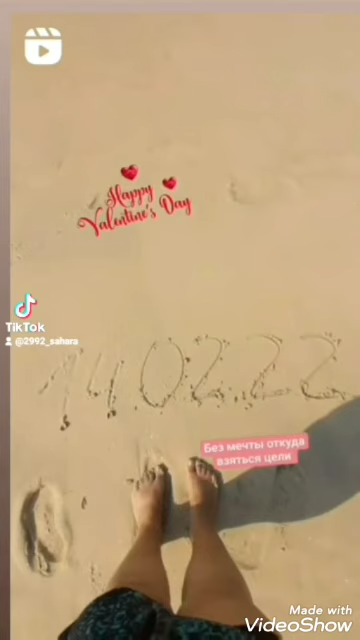 Happy
Valentine's Day
TikTok
@2992_sahara
14.02.22
Без мечты откуда
взяться цели
Made with
VideoShow